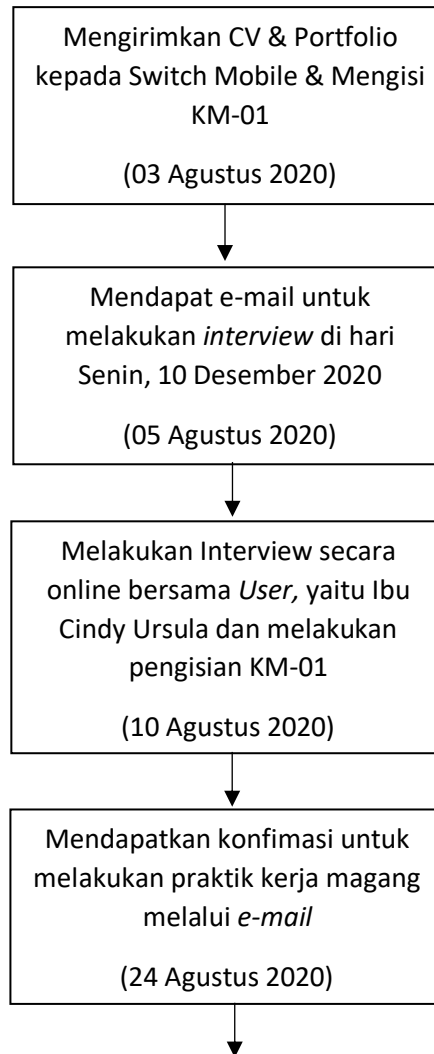 Mengirimkan CV & Portfolio
kepada Switch Mobile & Mengisi
KM-01
(03 Agustus 2020)
Mendapat e-mail untuk
melakukan interview di hari
Senin, 10 Desember 2020
(05 Agustus 2020)
Melakukan Interview secara
online bersama User, yaitu Ibu
Cindy Ursula dan melakukan
pengisian KM-01
(10 Agustus 2020)
Mendapatkan konfimasi untuk
melakukan praktik kerja magang
melalui e-mail
(24 Agustus 2020)